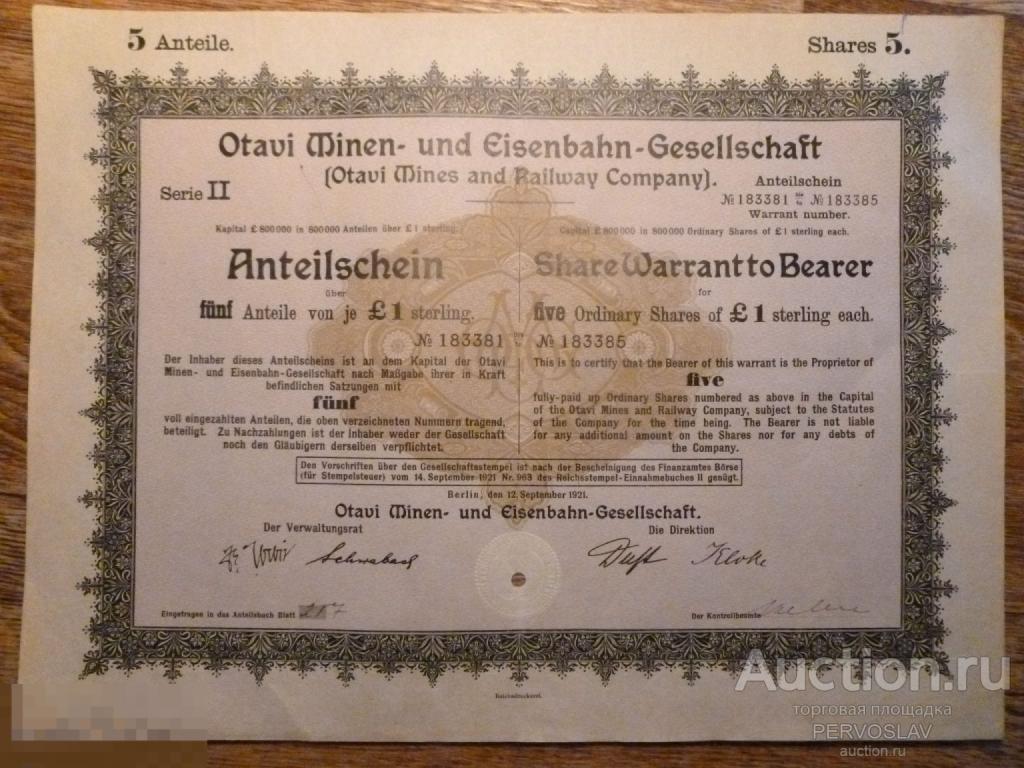 5 Anteile.
Shares 5.
Otavi Minen- und Eisenbahn-Gesellschaft
(Otavi Mines and Railway Company).
Serie II
Anteilschein
№ 183381 bis to № 183385
Warrant number.
Kapital £ 800000 in 800000 Anteilen über £ 1 sterling.
Capital £ 800000 in 800000 Ordinary Shares of £ 1 sterling each.
Anteilschein
über
fünf Anteile von je £ 1 sterling.
Share Warrant to Bearer
for
five Ordinary Shares of £ 1 sterling each.
№ 183381 bis to № 183385
Der Inhaber dieses Anteilscheins ist an dem Kapital der Otavi
Minen- und Eisenbahn-Gesellschaft nach Maßgabe ihrer in Kraft
befindlichen Satzungen mit
fünf
voll eingezahlten Anteilen, die oben verzeichneten Nummern tragend,
beteiligt. Zu Nachzahlungen ist der Inhaber weder der Gesellschaft
noch den Gläubigern derselben verpflichtet.
This is to certify that the Bearer of this warrant is the Proprietor of
five
fully-paid up Ordinary Shares numbered as above in the Capital
of the Otavi Mines and Railway Company, subject to the Statutes
of the Company for the time being. The Bearer is not liable
for any additional amount on the Shares nor for any debts of
the Company.
Den Vorschriften über den Gesellschaftsstempel ist nach der Bescheinigung des Finanzamtes Börse
(für Stempelsteuer) vom 14. September 1921 Nr. 963 des Reichsstempel-Einnahmebuches II genügt.
Berlin, den 12. September 1921.
Otavi Minen- und Eisenbahn-Gesellschaft.
Der Verwaltungsrat
Die Direktion
Schwabach
Duft Kloke
Eingetragen in das Anteilsbuch Blatt 217
Der Kontrollbeamte
Reichsdruckerei.
Auction.ru
торговая площадка
PERVOSLAV
auction.ru